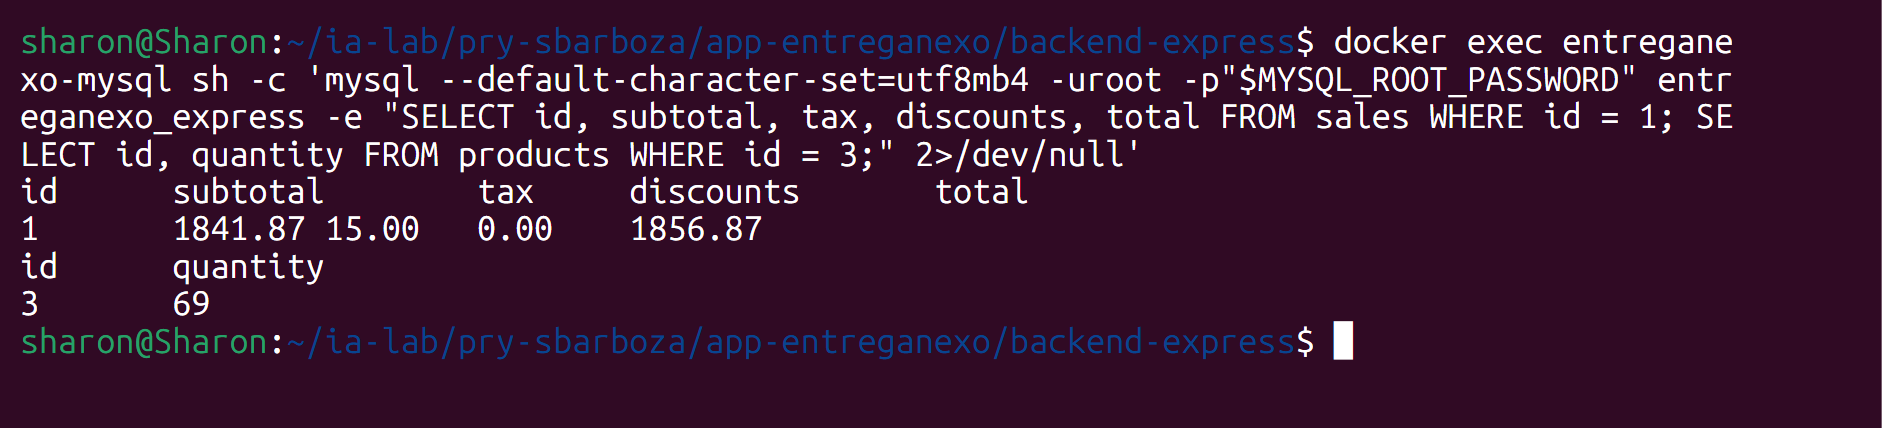 sharon@Sharon:~/ia-lab/pry-sbarboza/app-entreganexo/backend-express$ docker exec entregane
xo-mysql sh -c 'mysql --default-character-set=utf8mb4 -uroot -p"$MYSQL_ROOT_PASSWORD" entr
eganexo_express -e "SELECT id, subtotal, tax, discounts, total FROM sales WHERE id = 1; SE
LECT id, quantity FROM products WHERE id = 3;" 2>/dev/null'
id subtotal tax discounts total
1 1841.87 15.00 0.00 1856.87
id quantity
3 69
sharon@Sharon:~/ia-lab/pry-sbarboza/app-entreganexo/backend-express$